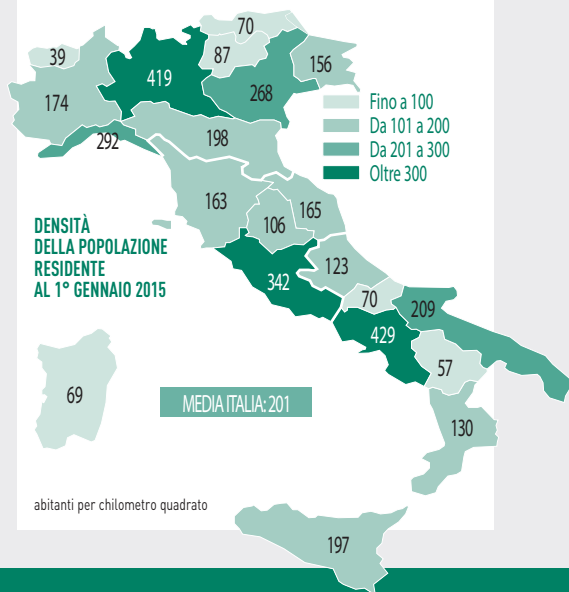 70
39
87
156
419
268
174
Fino a 100
Da 101 a 200
Da 201 a 300
Oltre 300
198
292
163
165
106
DENSITÀ
DELLA POPOLAZIONE
RESIDENTE
AL 1° GENNAIO 2015
123
342
70
209
429
57
69
MEDIA ITALIA: 201
130
abitanti per chilometro quadrato
197